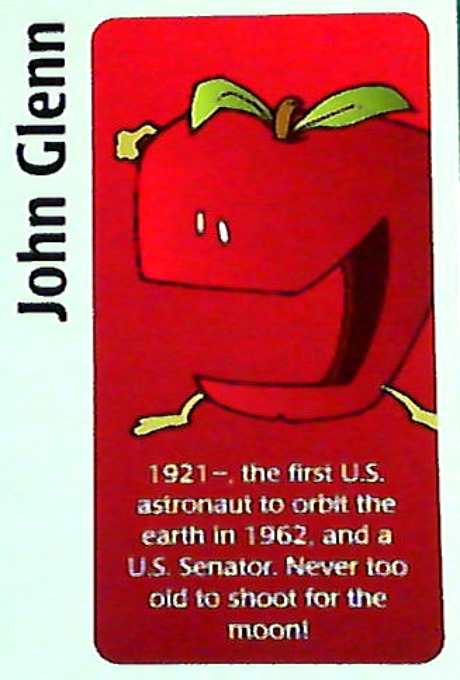 John Glenn
1921–, the first U.S.
astronaut to orbit the
earth in 1962, and a
U.S. Senator. Never too
old to shoot for the
moon!